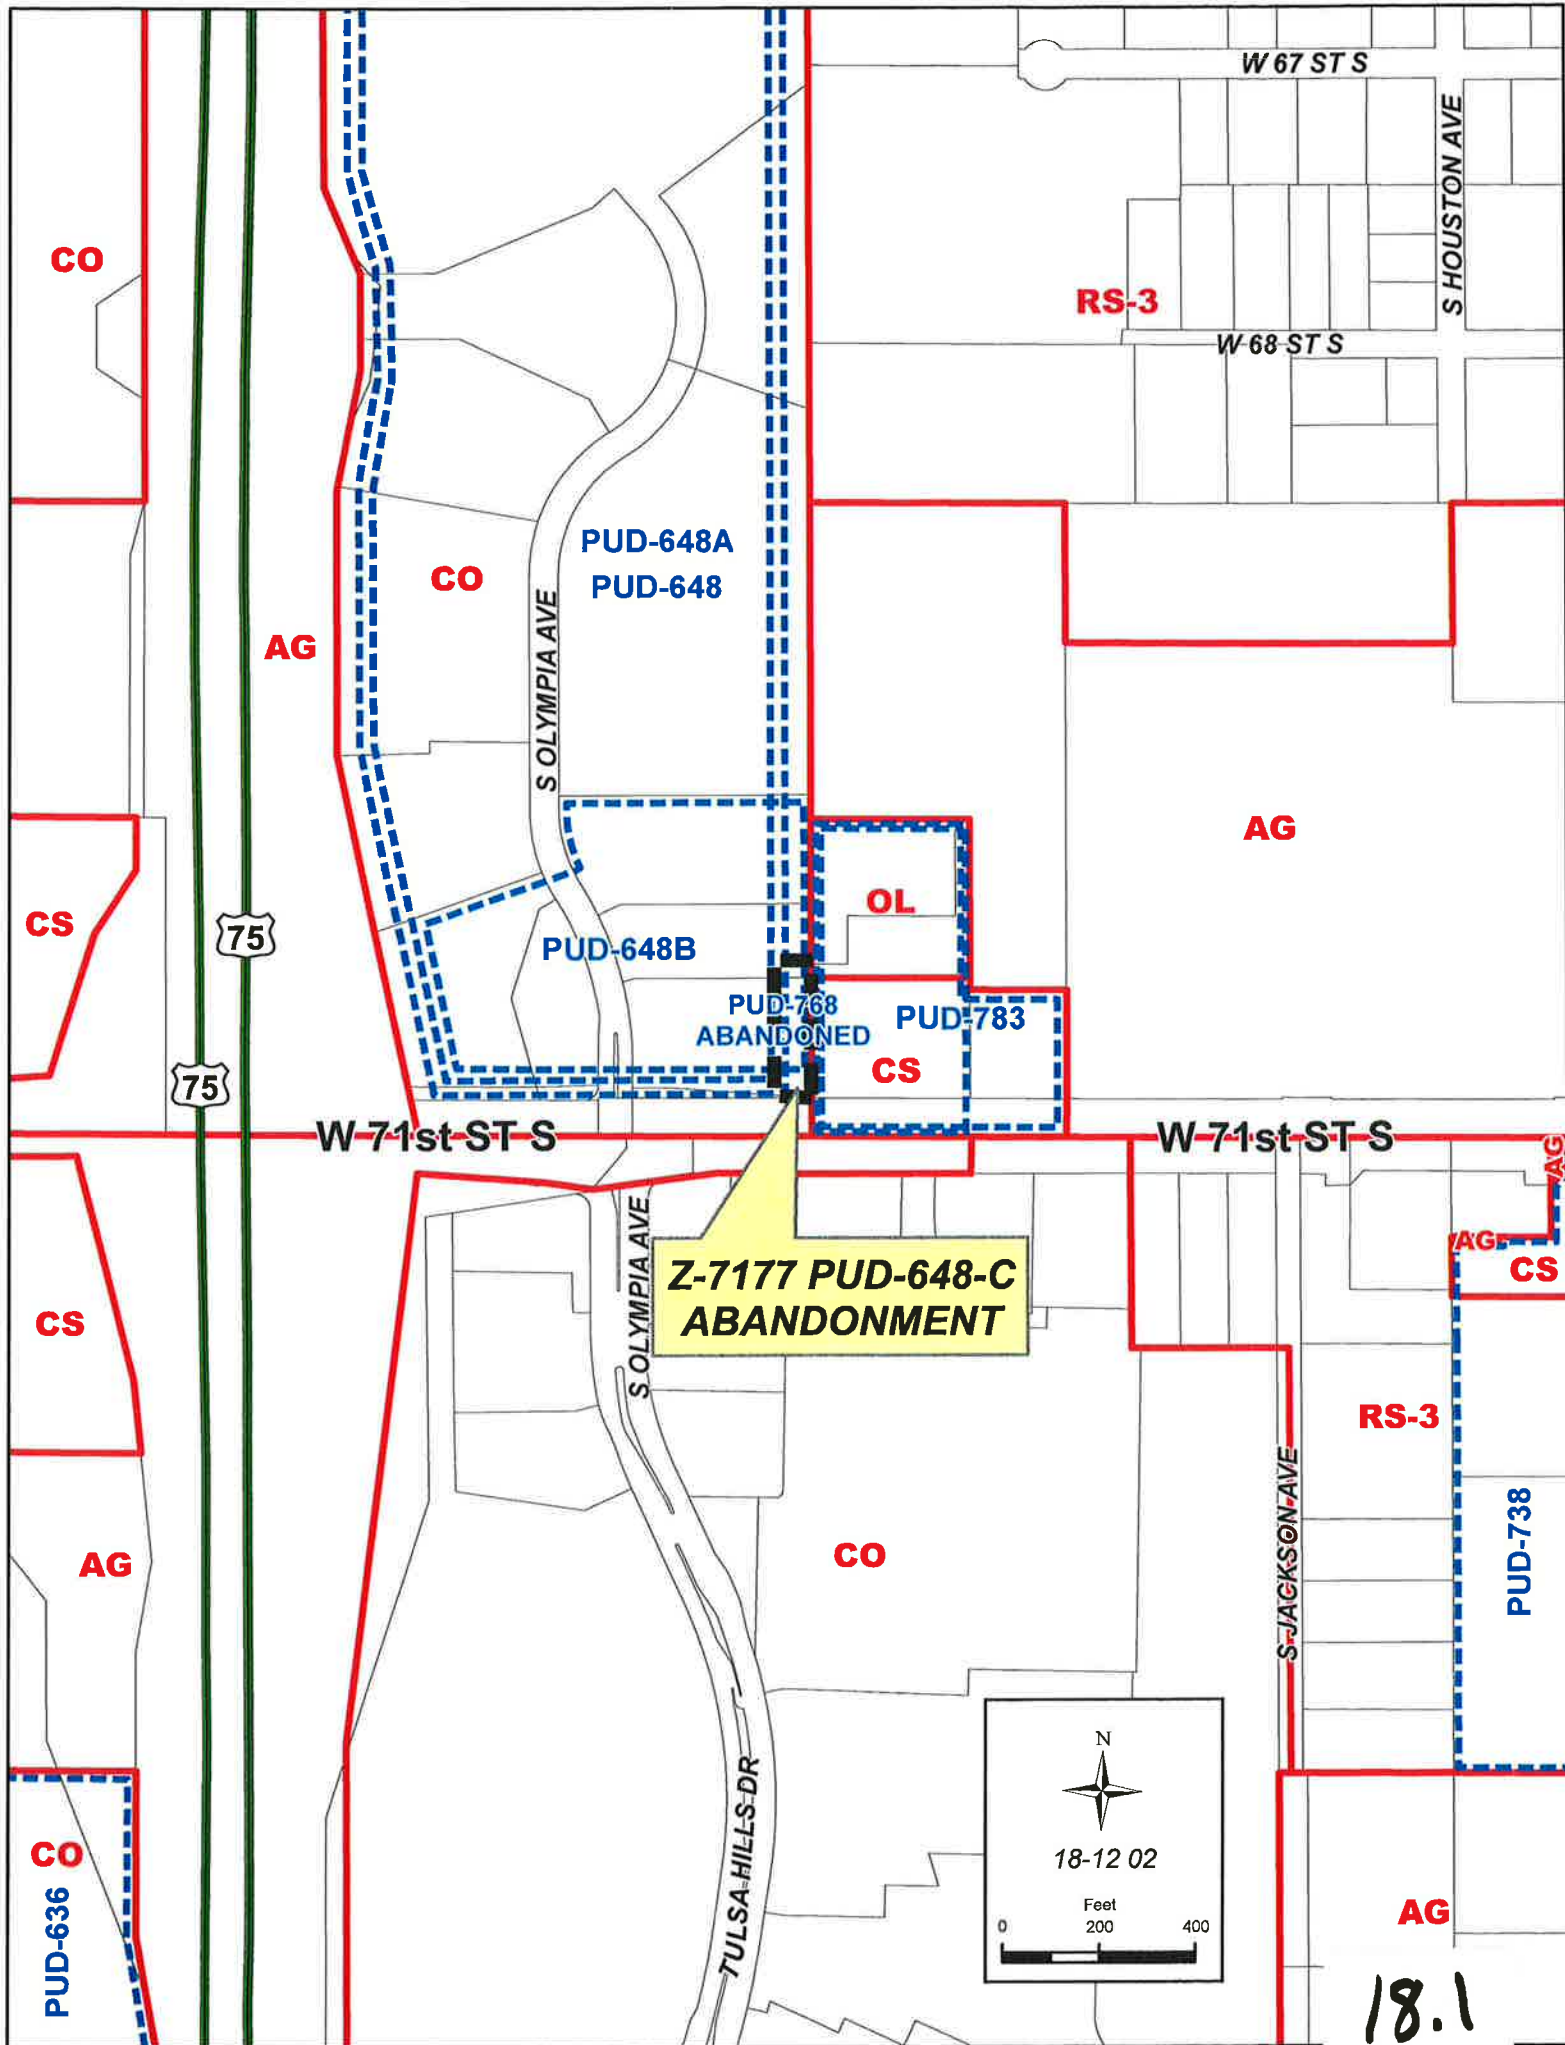 W 67 ST S
S HOUSTON AVE
CO
RS-3
W 68 ST S
PUD-648A
PUD-648
CO
AG
S OLYMPIA AVE
AG
OL
CS
75
PUD-648B
PUD-768
ABANDONED
PUD-783
CS
75
W 71st ST S
W 71st ST S
AG
AG
CS
S OLYMPIA AVE
Z-7177 PUD-648-C
ABANDONMENT
CS
RS-3
S JACKSON AVE
PUD-738
CO
AG
N
18-12 02
Feet
0 200 400
TULSA HILLS DR
CO
PUD-636
AG
18.1